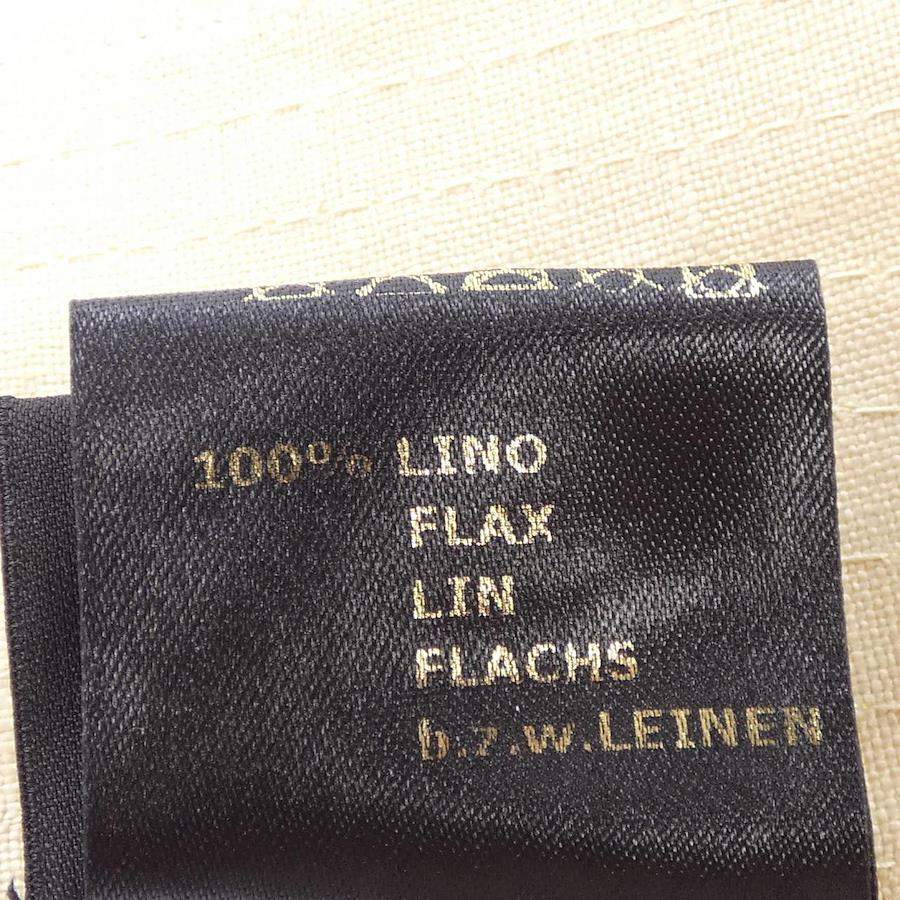 100% LINO
FLAX
LIN
FLACHS
b.z.w.LEINEN